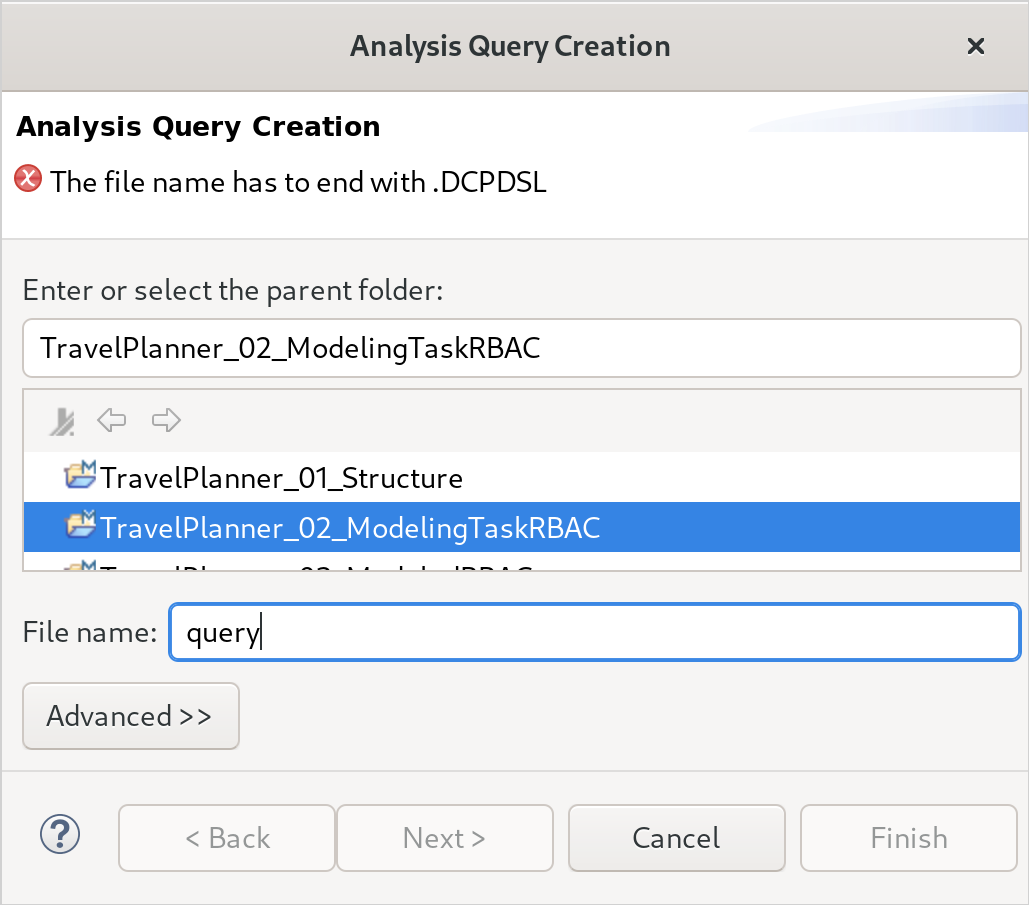 Analysis Query Creation
Analysis Query Creation
The file name has to end with .DCPDSL
Enter or select the parent folder:
TravelPlanner_02_ModelingTaskRBAC
TravelPlanner_01_Structure
TravelPlanner_02_ModelingTaskRBAC
File name: query
Advanced >>
< Back Next > Cancel Finish